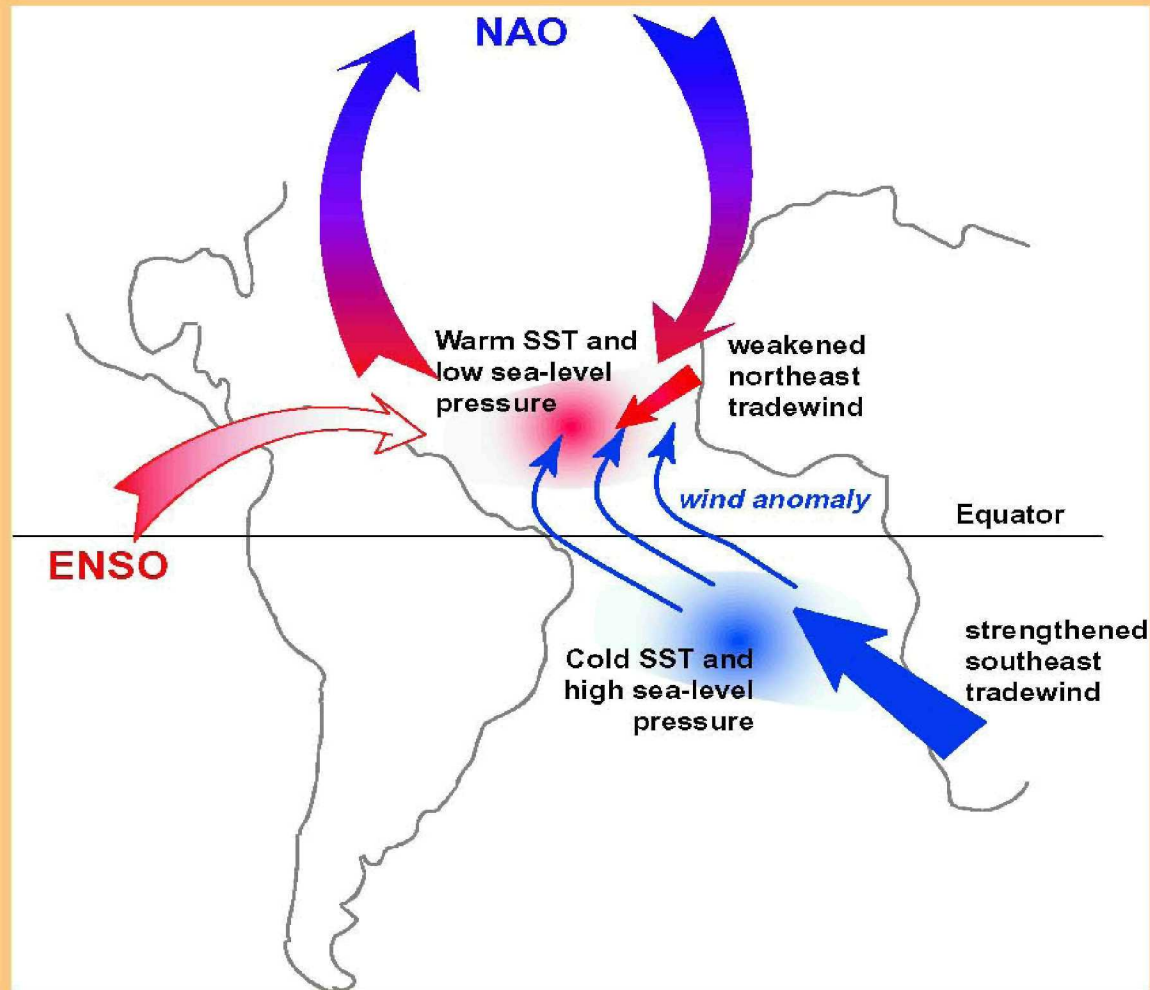 NAO
Warm SST and
low sea-level
pressure
weakened
northeast
tradewind
wind anomaly
Equator
ENSO
strengthened
southeast
tradewind
Cold SST and
high sea-level
pressure